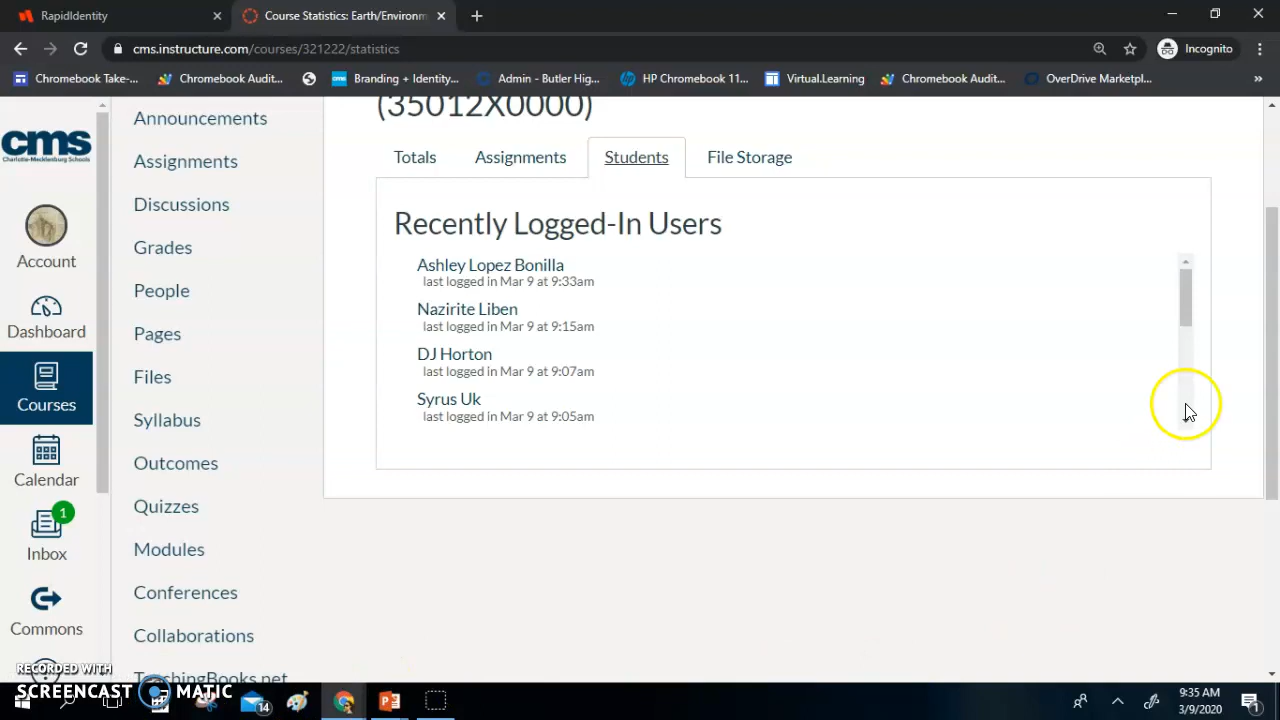 RapidIdentity
Course Statistics: Earth/Environm
cms.instructure.com/courses/321222/statistics
Incognito
Chromebook Take-...
Chromebook Audit...
Branding + Identity...
Admin - Butler Hig...
HP Chromebook 11...
Virtual.Learning
Chromebook Audit...
OverDrive Marketpl...
cms
Charlotte-Mecklenburg Schools
Account
Dashboard
Courses
Calendar
1
Inbox
Commons
Announcements
Assignments
Discussions
Grades
People
Pages
Files
Syllabus
Outcomes
Quizzes
Modules
Conferences
Collaborations
TeachingBooks.net
(35012X0000)
Totals
Assignments
Students
File Storage
Recently Logged-In Users
Ashley Lopez Bonilla
last logged in Mar 9 at 9:33am
Nazirite Liben
last logged in Mar 9 at 9:15am
DJ Horton
last logged in Mar 9 at 9:07am
Syrus Uk
last logged in Mar 9 at 9:05am
RECORDED WITH
SCREENCAST MATIC
14
9:35 AM
3/9/2020
1